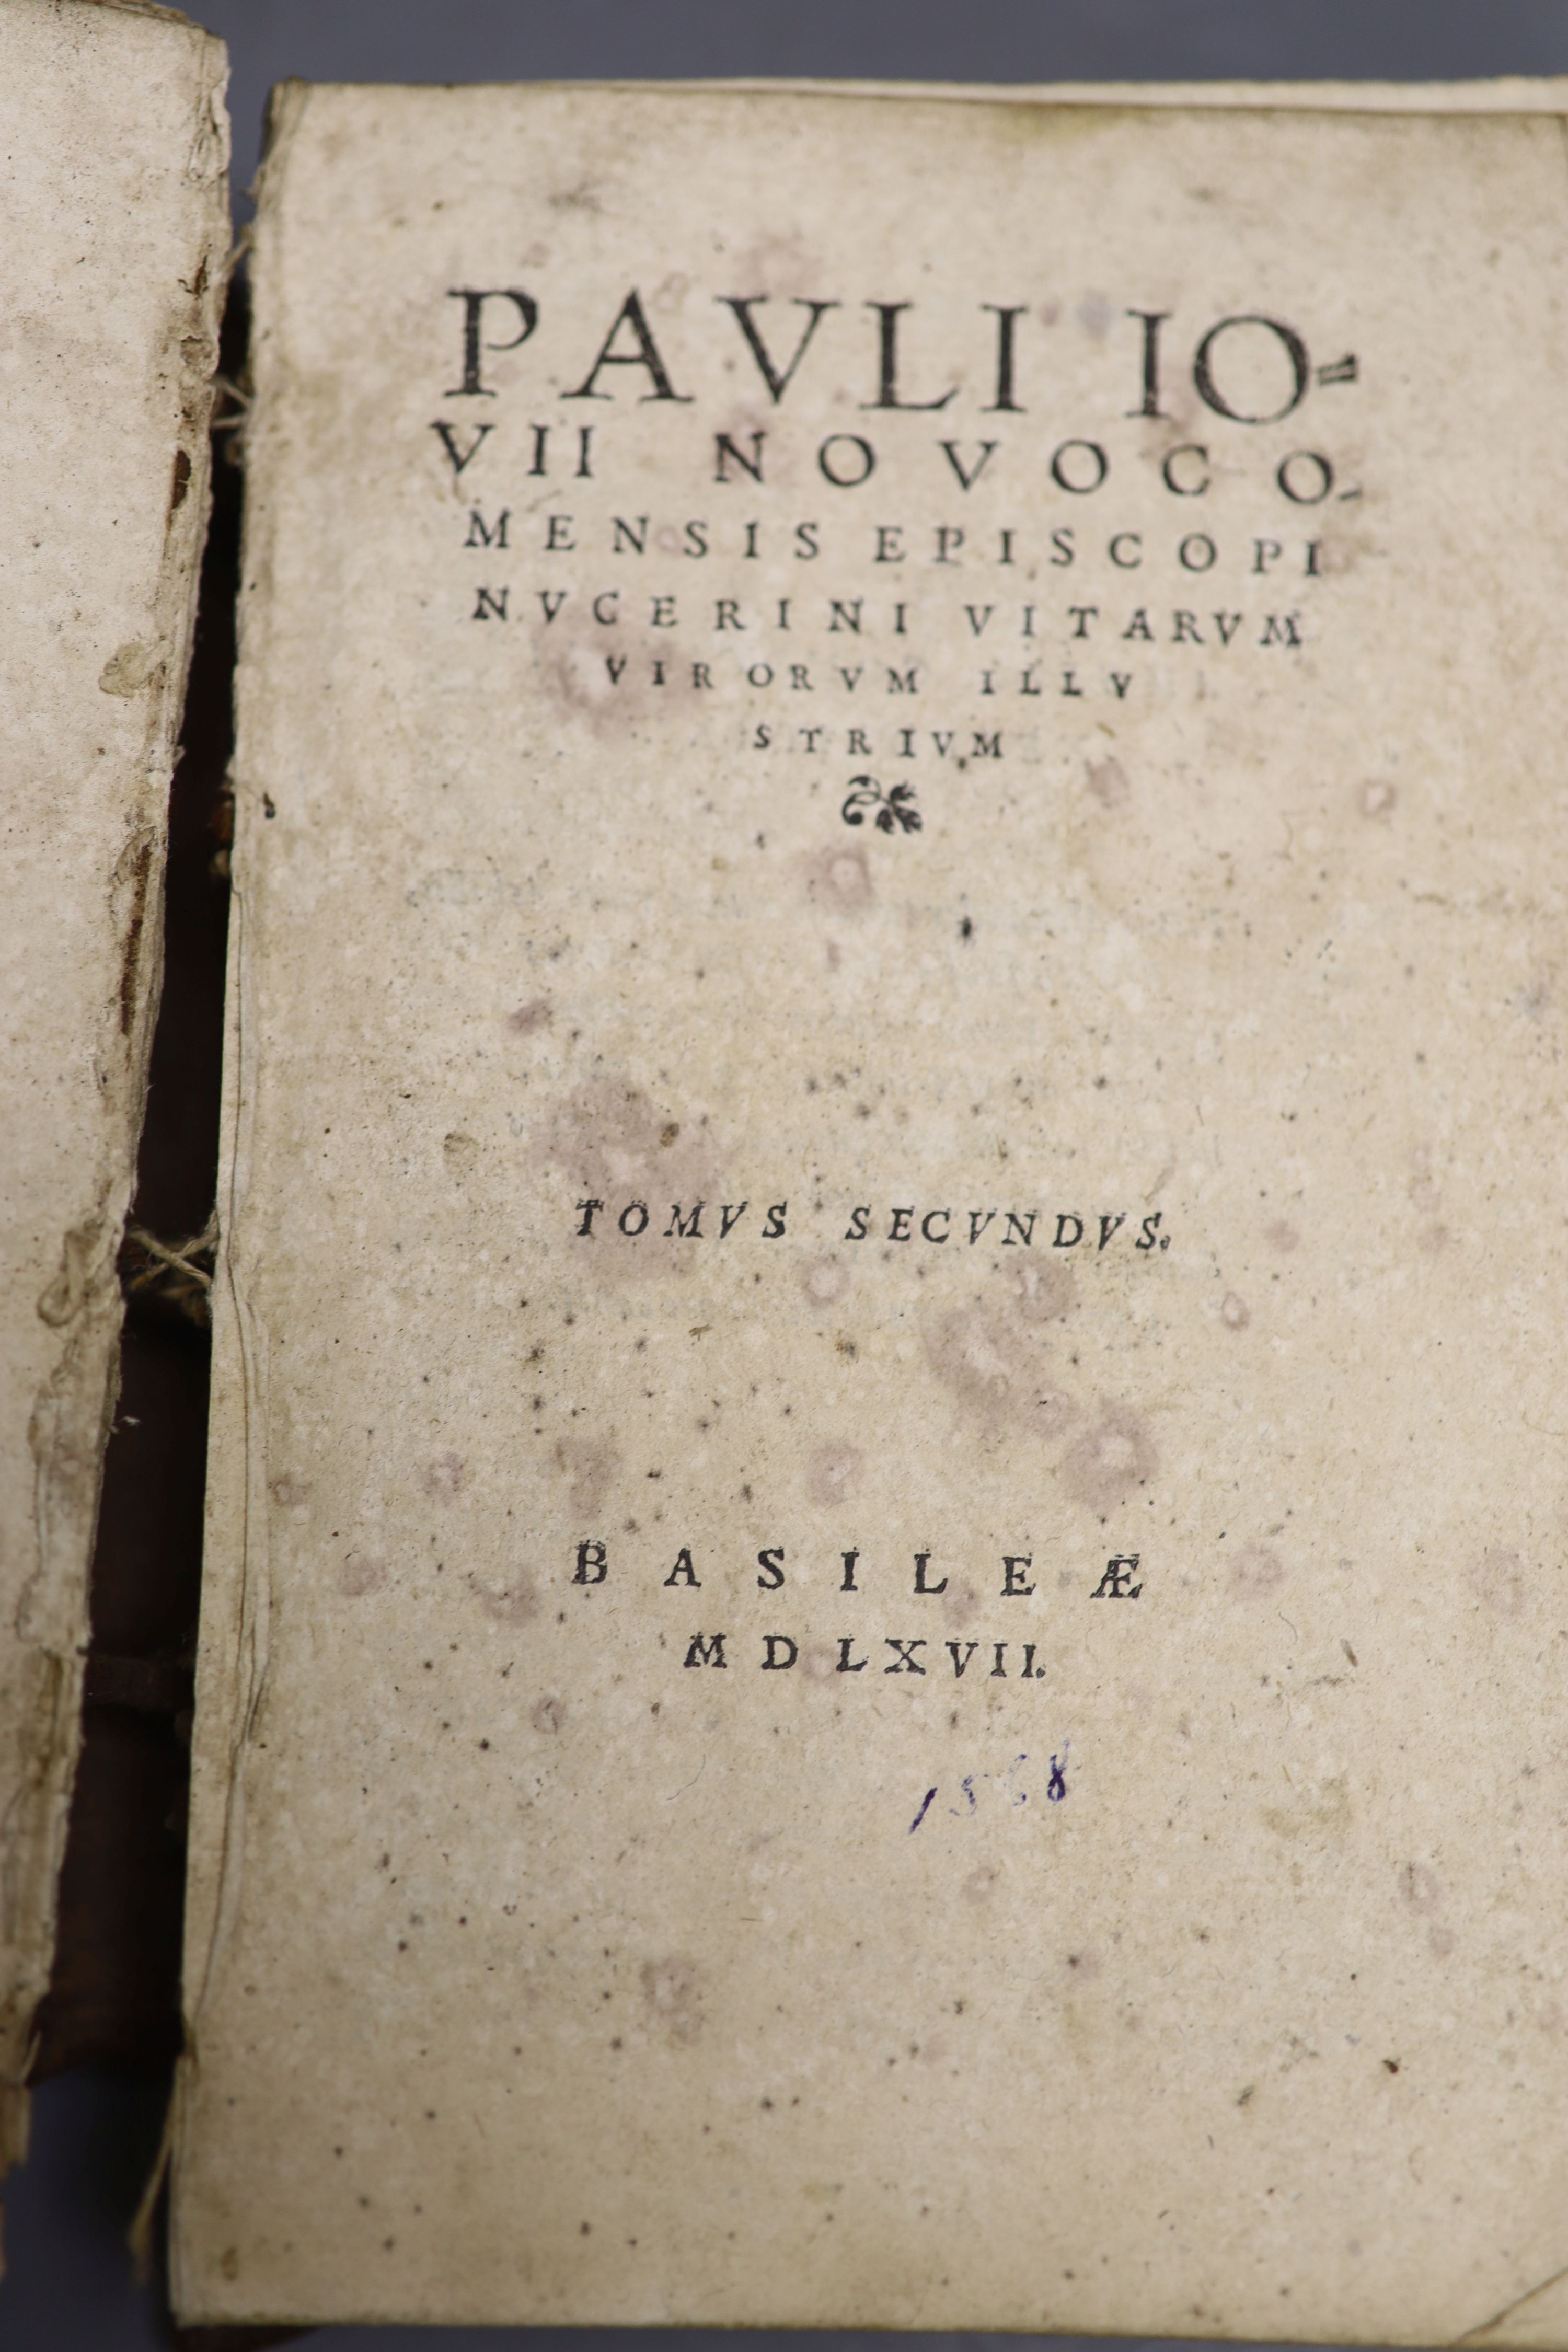 PAVLI IO=
VII NOVOCO-
MENSIS EPISCOPI
NVCERINI VITARVM
VIRORVM ILLV
STRIVM
TOMVS SECVNDVS.
BASILEÆ
MDLXVII.
1568